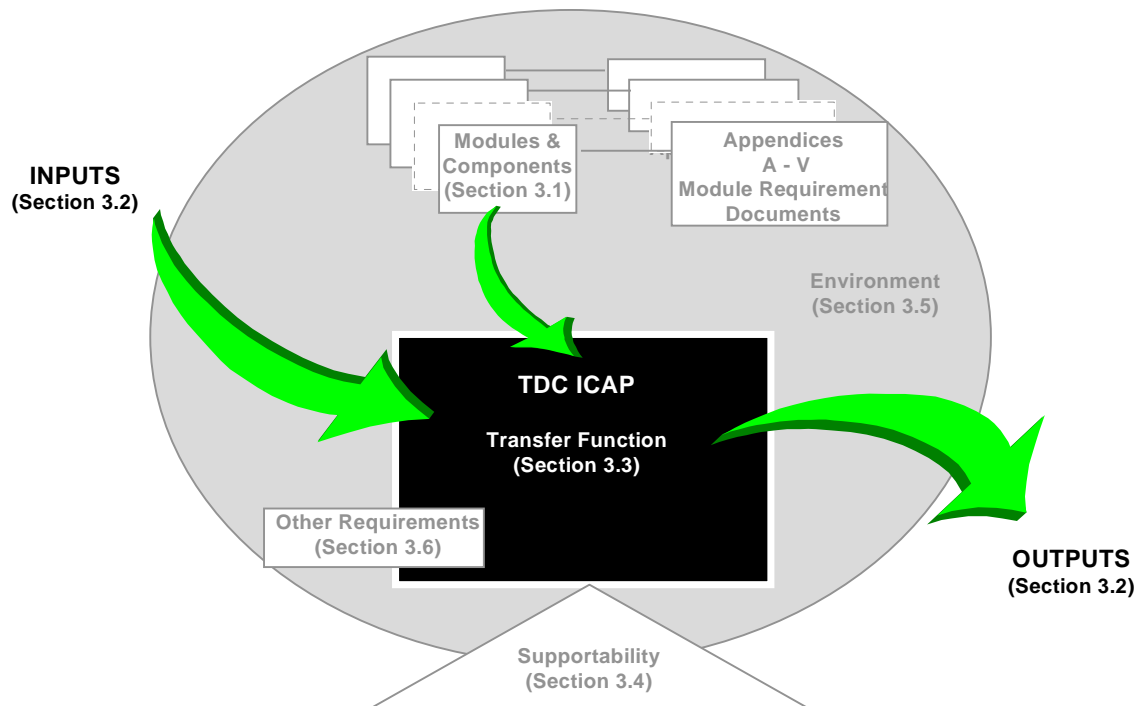 Modules &
Components
(Section 3.1)
Appendices
A - V
Module Requirement
Documents
INPUTS
(Section 3.2)
Environment
(Section 3.5)
TDC ICAP
Transfer Function
(Section 3.3)
Other Requirements
(Section 3.6)
OUTPUTS
(Section 3.2)
Supportability
(Section 3.4)